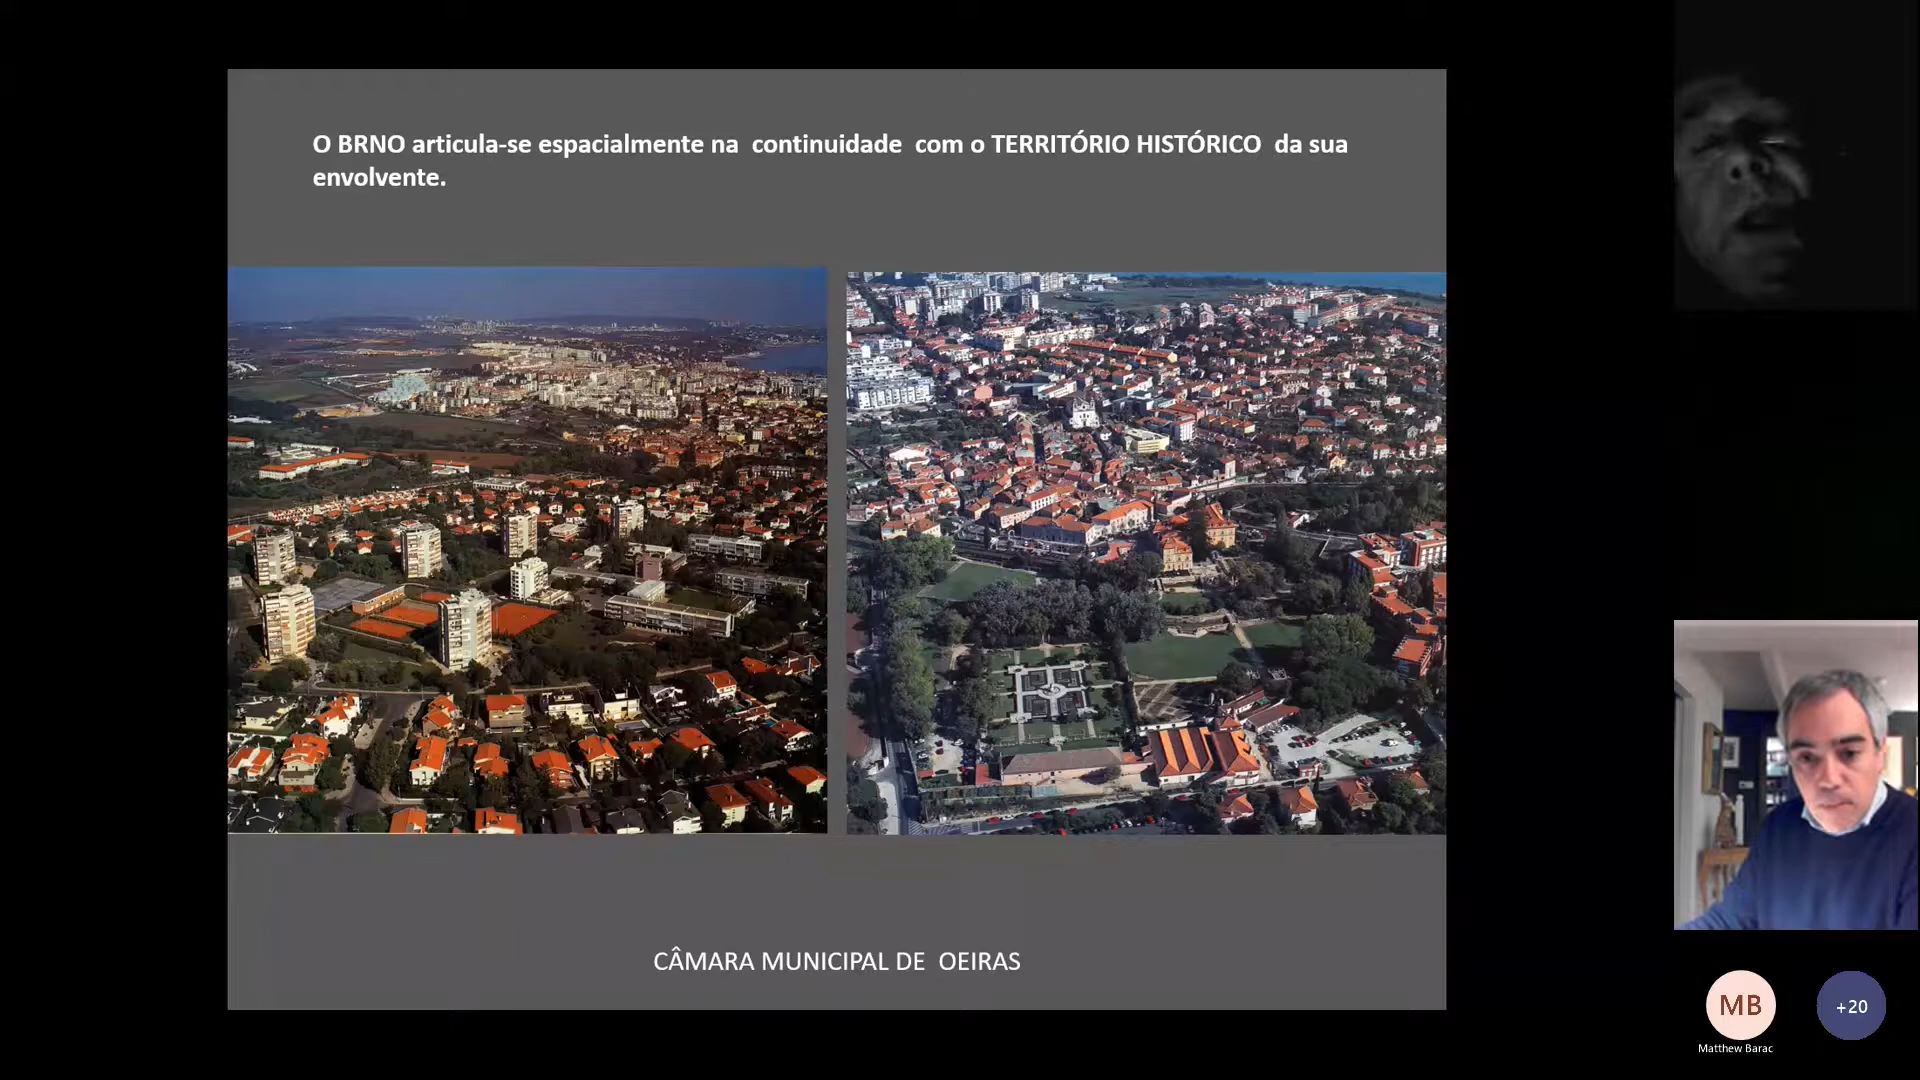 O BRNO articula-se espacialmente na continuidade com o TERRITÓRIO HISTÓRICO da sua
envolvente.
CÂMARA MUNICIPAL DE OEIRAS
MB
+20
Matthew Barac